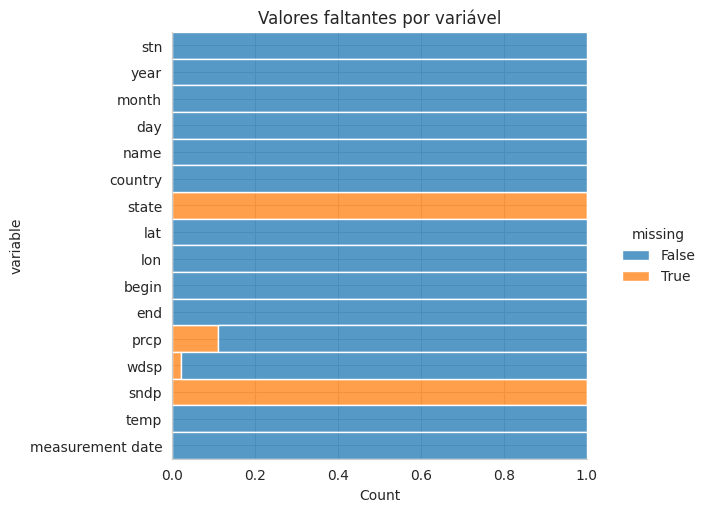 Valores faltantes por variável
variable
stn
year
month
day
name
country
state
lat
lon
begin
end
prcp
wdsp
sndp
temp
measurement date
0.0 0.2 0.4 0.6 0.8 1.0
Count
missing
False
True